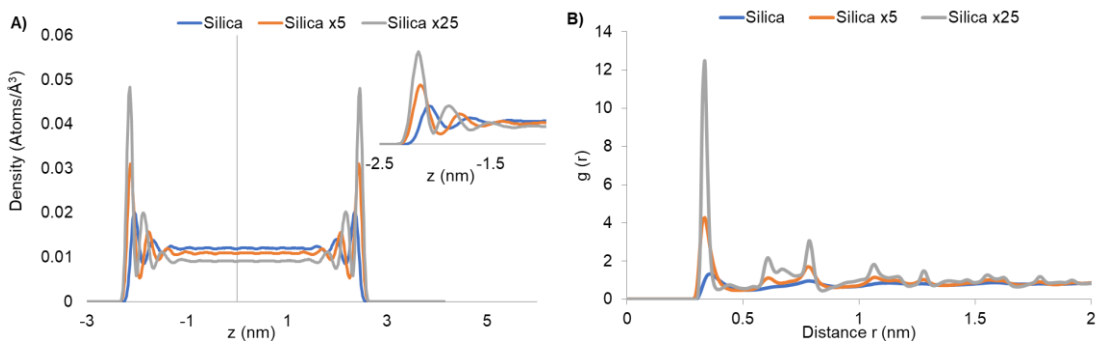 A)
Silica Silica x5 Silica x25
Density (Atoms/Å³)
0.06
0.05
0.04
0.03
0.02
0.01
0
-3 -1 1 3 5
z (nm)
-2.5 -1.5
z (nm)
B)
Silica Silica x5 Silica x25
g (r)
14
12
10
8
6
4
2
0
0 0.5 1 1.5 2
Distance r (nm)